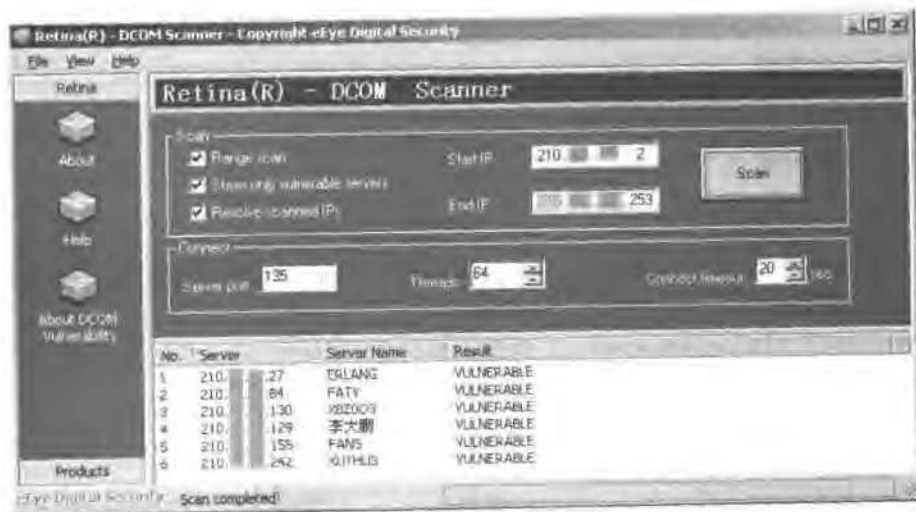 Retina(R) - DCOM Scanner - Copyright eEye Digital Security
File View Help
Retina
About
Help
About DCOM
Vulnerability
Products
Retina(R) - DCOM Scanner
Scan
Range scan
Show only vulnerable servers
Resolve scanned IPs
Start IP
210. 2
End IP
253
Scan
Connect
Server port 135
Threads 64
Connect timeout 20 sec
No. Server Server Name Result
1 210. .27 ERLANG VULNERABLE
2 210. .84 FATY VULNERABLE
3 210. .130 VULNERABLE
4 210. .129 李大鹏 VULNERABLE
5 210. .155 FANS VULNERABLE
6 210. .242 VULNERABLE
eEye Digital Security Scan completed!